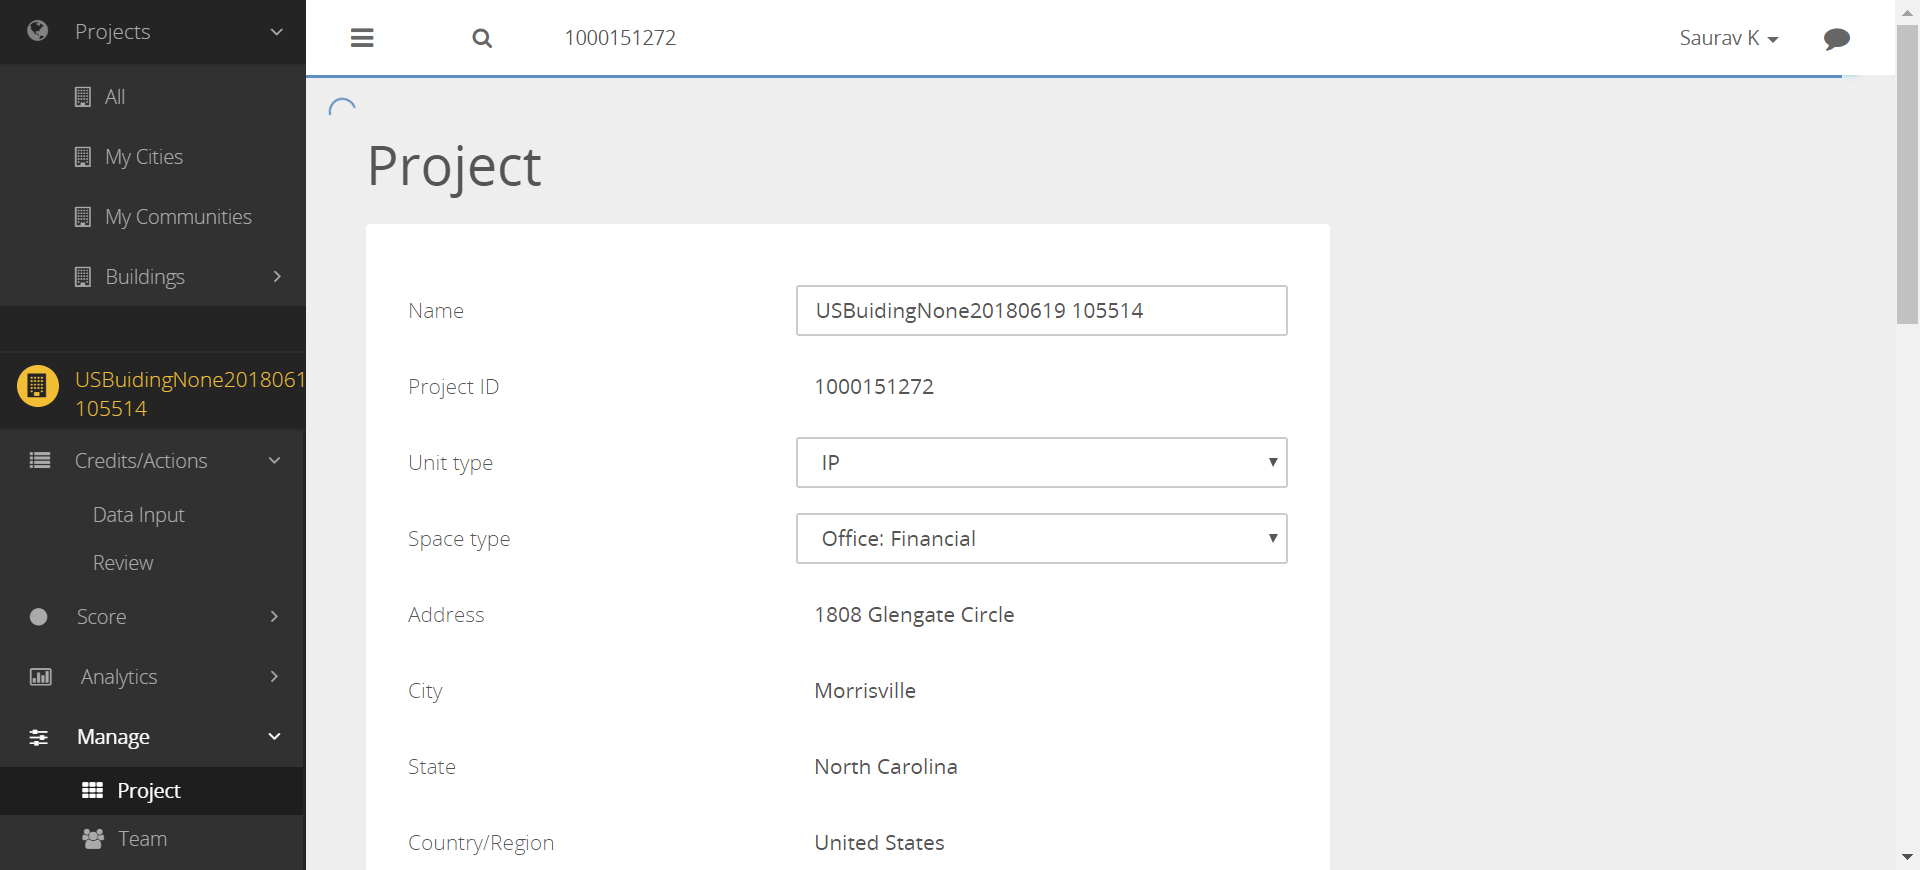 Projects
All
My Cities
My Communities
Buildings
USBuidingNone2018061
105514
Credits/Actions
Data Input
Review
Score
Analytics
Manage
Project
Team
1000151272
Saurav K
Project
Name
USBuidingNone20180619 105514
Project ID
1000151272
Unit type
IP
Space type
Office: Financial
Address
1808 Glengate Circle
City
Morrisville
State
North Carolina
Country/Region
United States